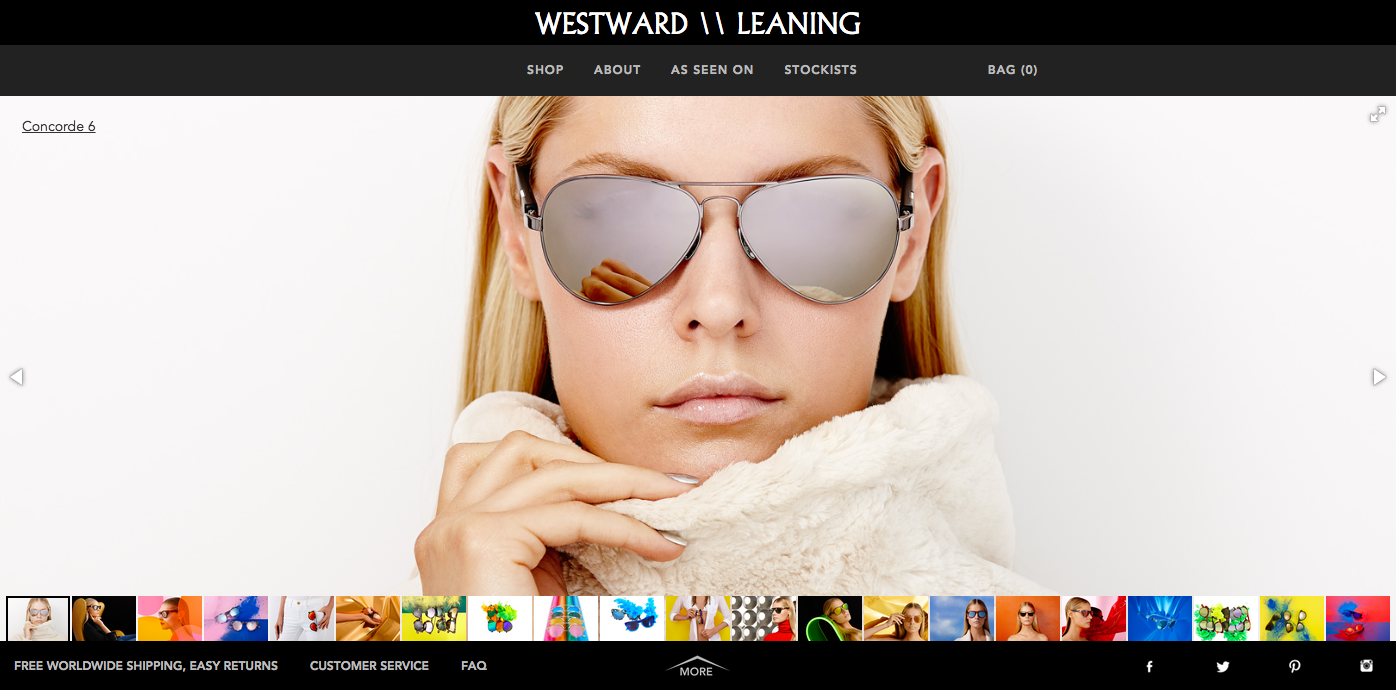 WESTWARD \\ LEANING
SHOP ABOUT AS SEEN ON STOCKISTS BAG (0)
Concorde 6
FREE WORLDWIDE SHIPPING, EASY RETURNS CUSTOMER SERVICE FAQ MORE